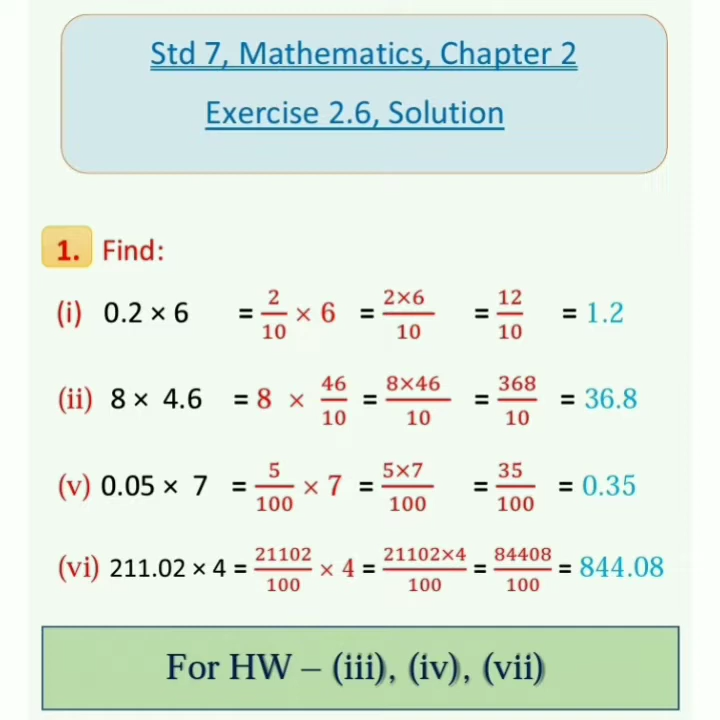 Std 7, Mathematics, Chapter 2
Exercise 2.6, Solution
1. Find:
(i) 0.2 × 6 = 2/10 × 6 = 2×6/10 = 12/10 = 1.2
(ii) 8 × 4.6 = 8 × 46/10 = 8×46/10 = 368/10 = 36.8
(v) 0.05 × 7 = 5/100 × 7 = 5×7/100 = 35/100 = 0.35
(vi) 211.02 × 4 = 21102/100 × 4 = 21102×4/100 = 84408/100 = 844.08
For HW – (iii), (iv), (vii)